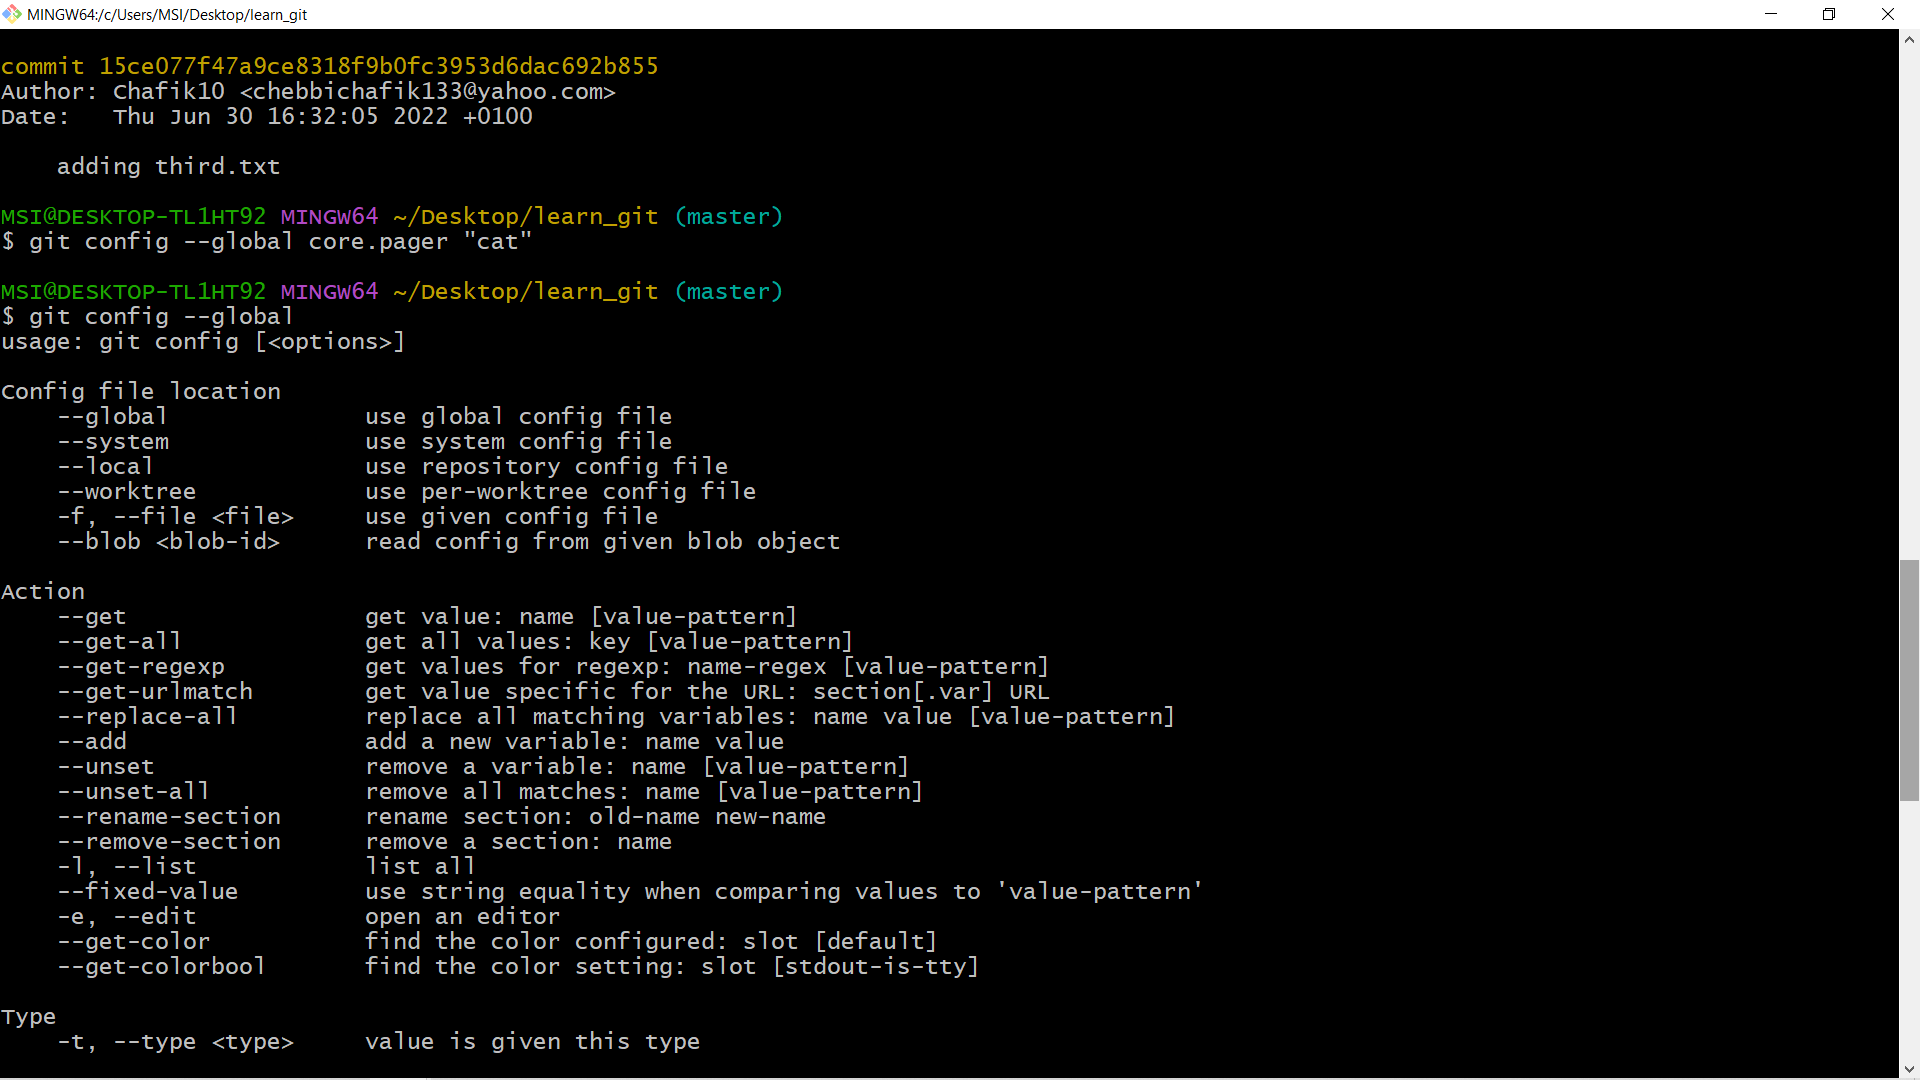 MINGW64:/c/Users/MSI/Desktop/learn_git
commit 15ce077f47a9ce8318f9b0fc3953d6dac692b855
Author: Chafik10 <chebbichafik133@yahoo.com>
Date:   Thu Jun 30 16:32:05 2022 +0100
    adding third.txt
MSI@DESKTOP-TL1HT92 MINGW64 ~/Desktop/learn_git (master)
$ git config --global core.pager "cat"
MSI@DESKTOP-TL1HT92 MINGW64 ~/Desktop/learn_git (master)
$ git config --global
usage: git config [<options>]
Config file location
    --global              use global config file
    --system              use system config file
    --local               use repository config file
    --worktree            use per-worktree config file
    -f, --file <file>     use given config file
    --blob <blob-id>      read config from given blob object
Action
    --get                 get value: name [value-pattern]
    --get-all             get all values: key [value-pattern]
    --get-regexp          get values for regexp: name-regex [value-pattern]
    --get-urlmatch        get value specific for the URL: section[.var] URL
    --replace-all         replace all matching variables: name value [value-pattern]
    --add                 add a new variable: name value
    --unset               remove a variable: name [value-pattern]
    --unset-all           remove all matches: name [value-pattern]
    --rename-section      rename section: old-name new-name
    --remove-section      remove a section: name
    -l, --list            list all
    --fixed-value         use string equality when comparing values to 'value-pattern'
    -e, --edit            open an editor
    --get-color           find the color configured: slot [default]
    --get-colorbool       find the color setting: slot [stdout-is-tty]
Type
    -t, --type <type>     value is given this type